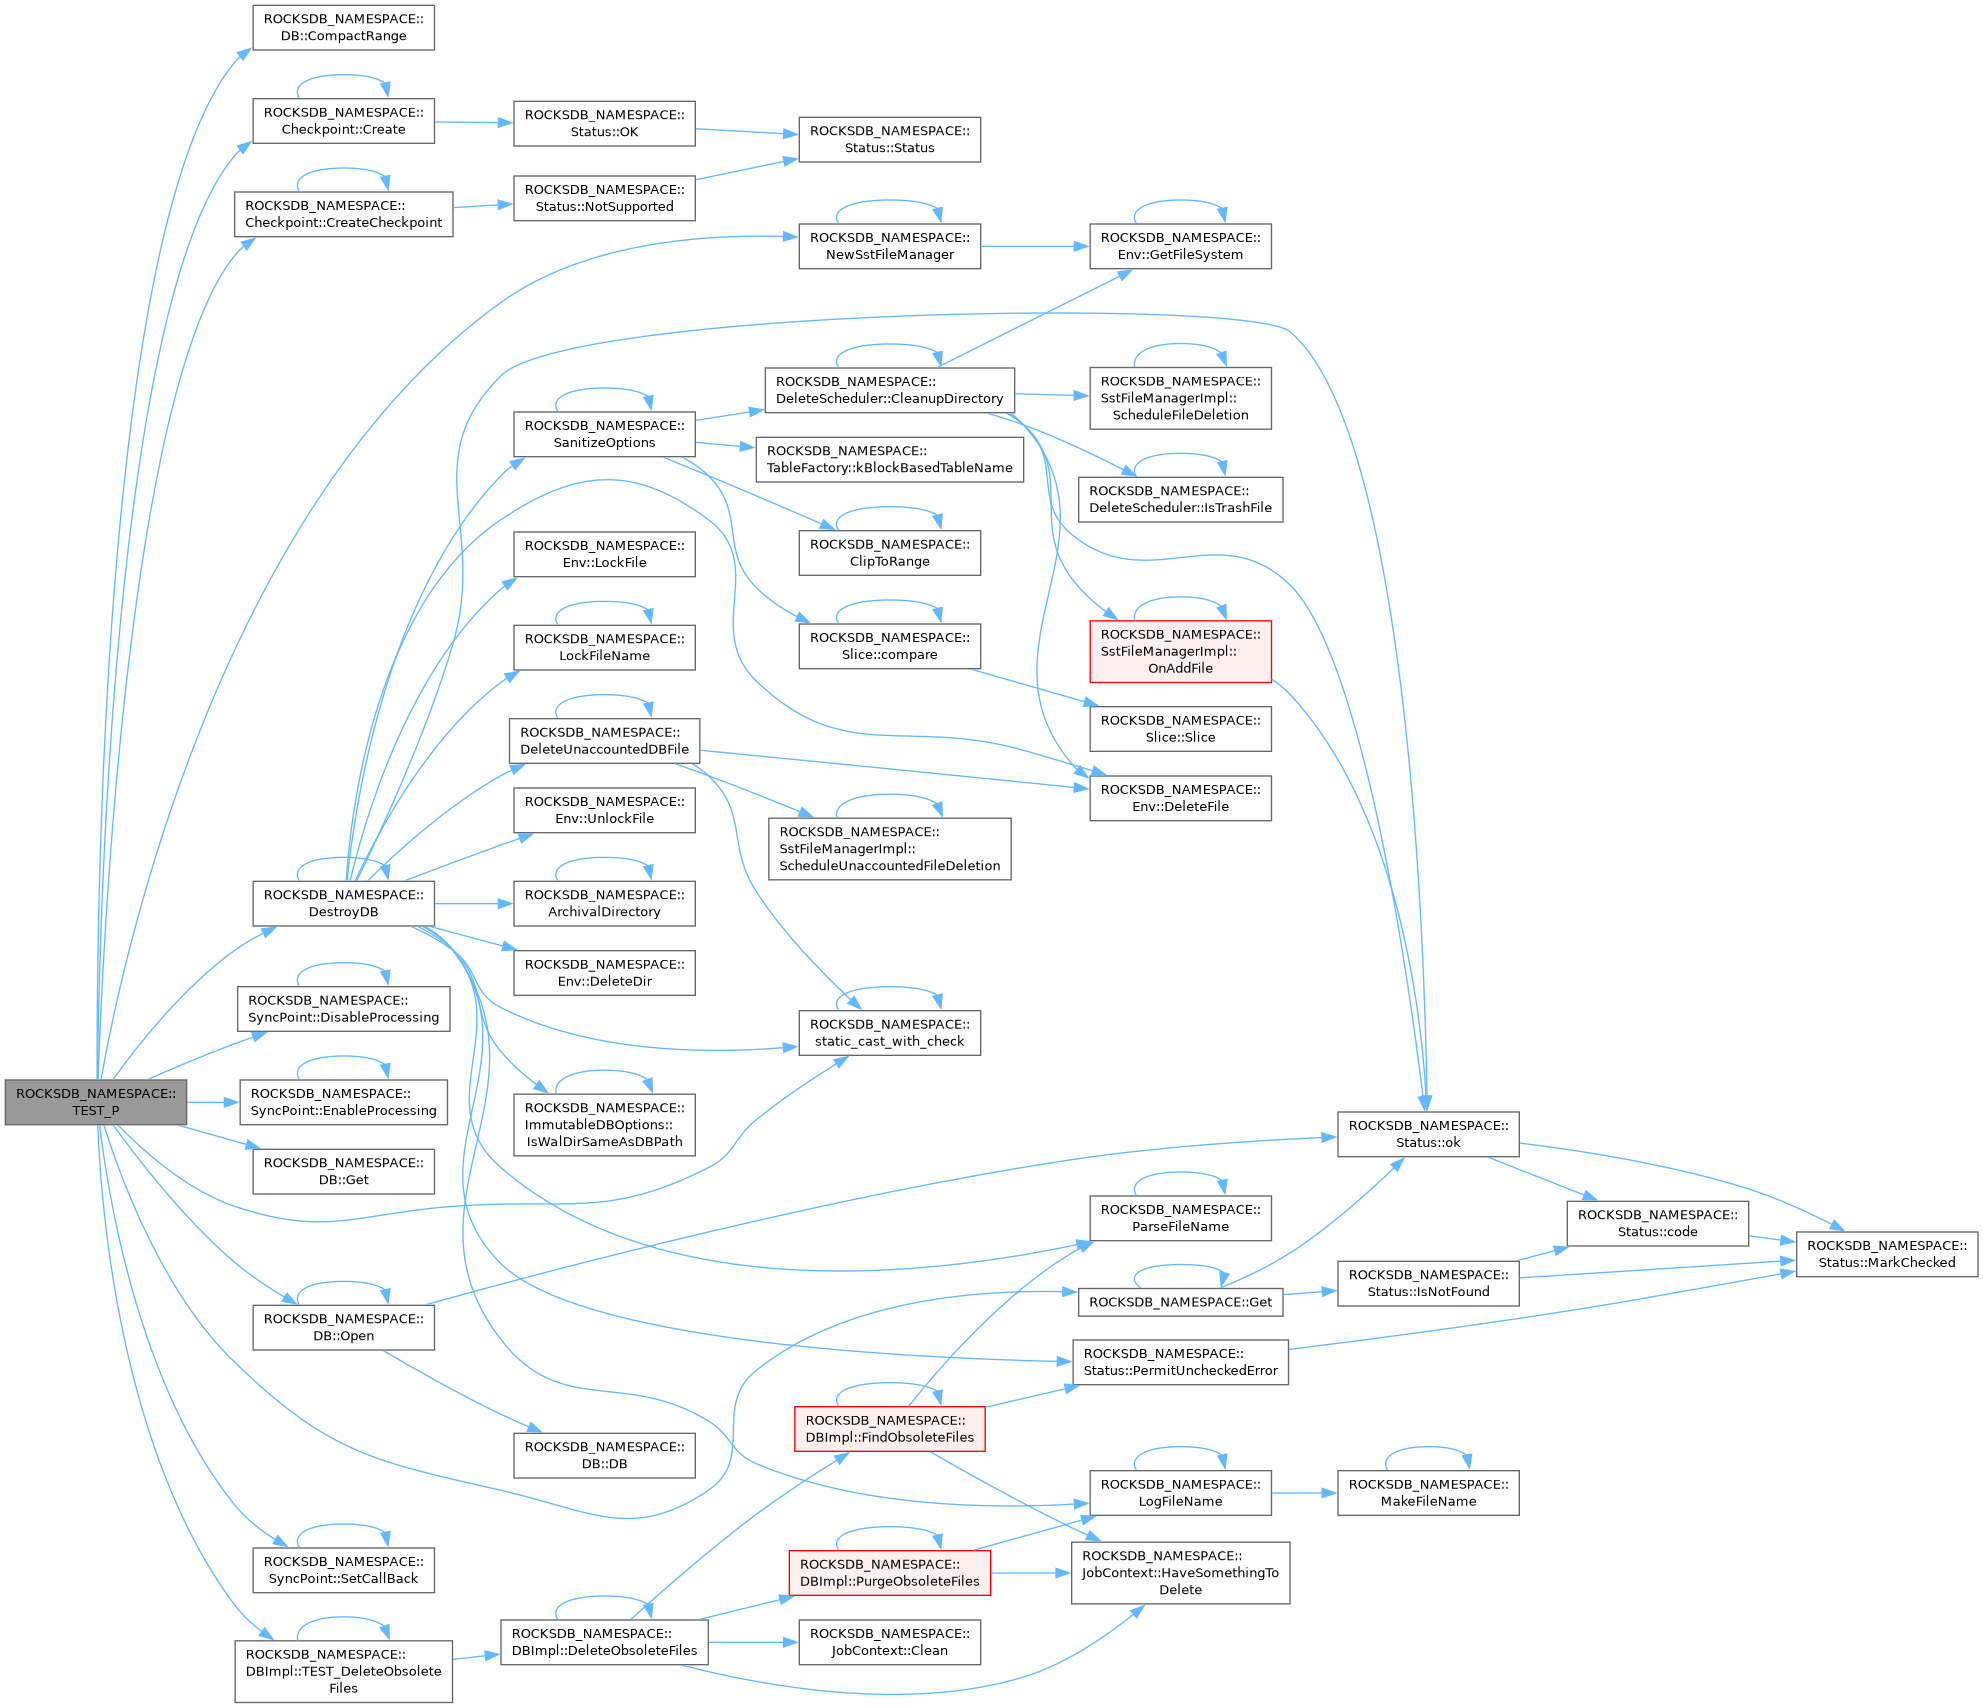 ROCKSDB_NAMESPACE::
TEST_P
ROCKSDB_NAMESPACE::
DB::CompactRange
ROCKSDB_NAMESPACE::
Checkpoint::Create
ROCKSDB_NAMESPACE::
Checkpoint::CreateCheckpoint
ROCKSDB_NAMESPACE::
DestroyDB
ROCKSDB_NAMESPACE::
SyncPoint::DisableProcessing
ROCKSDB_NAMESPACE::
SyncPoint::EnableProcessing
ROCKSDB_NAMESPACE::
DB::Get
ROCKSDB_NAMESPACE::
DB::Open
ROCKSDB_NAMESPACE::
SyncPoint::SetCallBack
ROCKSDB_NAMESPACE::
DBImpl::TEST_DeleteObsolete
Files
ROCKSDB_NAMESPACE::
Status::OK
ROCKSDB_NAMESPACE::
Status::NotSupported
ROCKSDB_NAMESPACE::
SanitizeOptions
ROCKSDB_NAMESPACE::
Env::LockFile
ROCKSDB_NAMESPACE::
LockFileName
ROCKSDB_NAMESPACE::
DeleteUnaccountedDBFile
ROCKSDB_NAMESPACE::
Env::UnlockFile
ROCKSDB_NAMESPACE::
ArchivalDirectory
ROCKSDB_NAMESPACE::
Env::DeleteDir
ROCKSDB_NAMESPACE::
ImmutableDBOptions::
IsWalDirSameAsDBPath
ROCKSDB_NAMESPACE::
DB::DB
ROCKSDB_NAMESPACE::
DBImpl::DeleteObsoleteFiles
ROCKSDB_NAMESPACE::
Status::Status
ROCKSDB_NAMESPACE::
NewSstFileManager
ROCKSDB_NAMESPACE::
DeleteScheduler::CleanupDirectory
ROCKSDB_NAMESPACE::
TableFactory::kBlockBasedTableName
ROCKSDB_NAMESPACE::
ClipToRange
ROCKSDB_NAMESPACE::
Slice::compare
ROCKSDB_NAMESPACE::
SstFileManagerImpl::
ScheduleUnaccountedFileDeletion
ROCKSDB_NAMESPACE::
static_cast_with_check
ROCKSDB_NAMESPACE::
DBImpl::FindObsoleteFiles
ROCKSDB_NAMESPACE::
DBImpl::PurgeObsoleteFiles
ROCKSDB_NAMESPACE::
JobContext::Clean
ROCKSDB_NAMESPACE::
Env::GetFileSystem
ROCKSDB_NAMESPACE::
SstFileManagerImpl::
ScheduleFileDeletion
ROCKSDB_NAMESPACE::
DeleteScheduler::IsTrashFile
ROCKSDB_NAMESPACE::
SstFileManagerImpl::
OnAddFile
ROCKSDB_NAMESPACE::
Slice::Slice
ROCKSDB_NAMESPACE::
Env::DeleteFile
ROCKSDB_NAMESPACE::
ParseFileName
ROCKSDB_NAMESPACE::Get
ROCKSDB_NAMESPACE::
Status::PermitUncheckedError
ROCKSDB_NAMESPACE::
LogFileName
ROCKSDB_NAMESPACE::
JobContext::HaveSomethingTo
Delete
ROCKSDB_NAMESPACE::
Status::ok
ROCKSDB_NAMESPACE::
Status::IsNotFound
ROCKSDB_NAMESPACE::
MakeFileName
ROCKSDB_NAMESPACE::
Status::code
ROCKSDB_NAMESPACE::
Status::MarkChecked